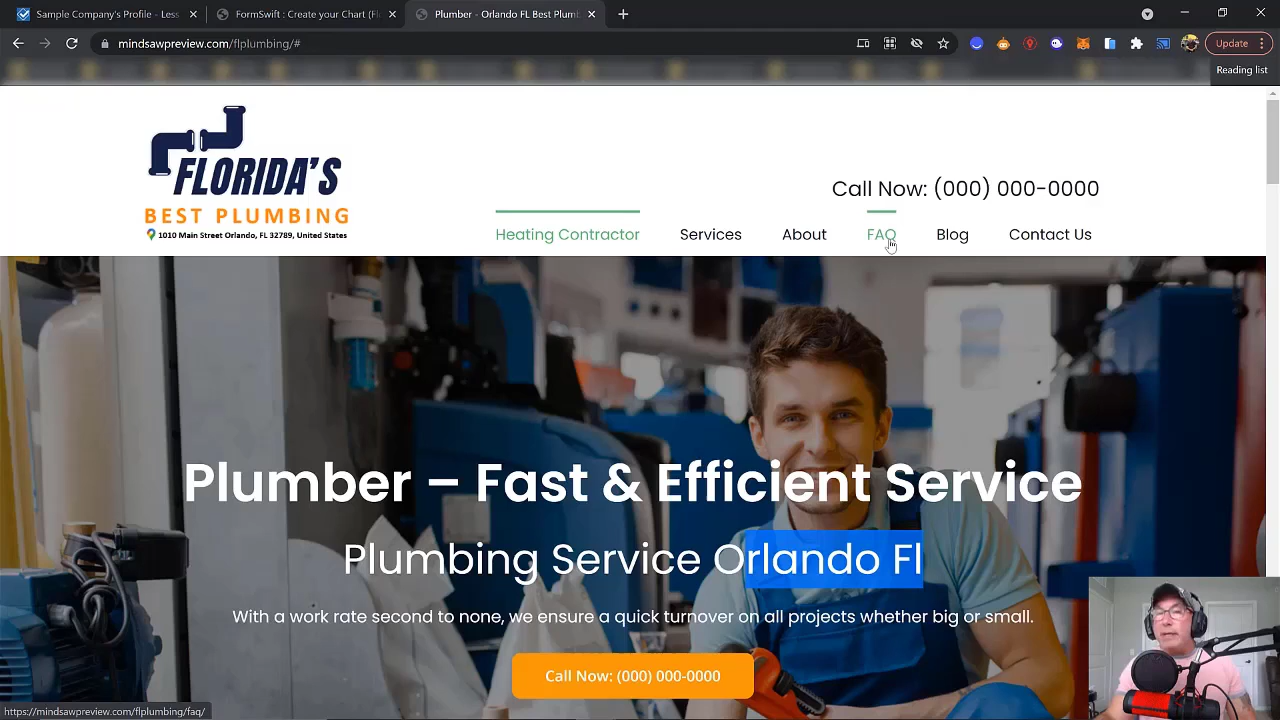 Sample Company's Profile - Less
FormSwift : Create your Chart (Fl
Plumber - Orlando FL Best Plumb
mindsawpreview.com/flplumbing/#
Update
Reading list
FLORIDA'S
BEST PLUMBING
1010 Main Street Orlando, FL 32789, United States
Call Now: (000) 000-0000
Heating Contractor
Services
About
FAQ
Blog
Contact Us
Plumber – Fast & Efficient Service
Plumbing Service Orlando Fl
With a work rate second to none, we ensure a quick turnover on all projects whether big or small.
Call Now: (000) 000-0000
https://mindsawpreview.com/flplumbing/faq/